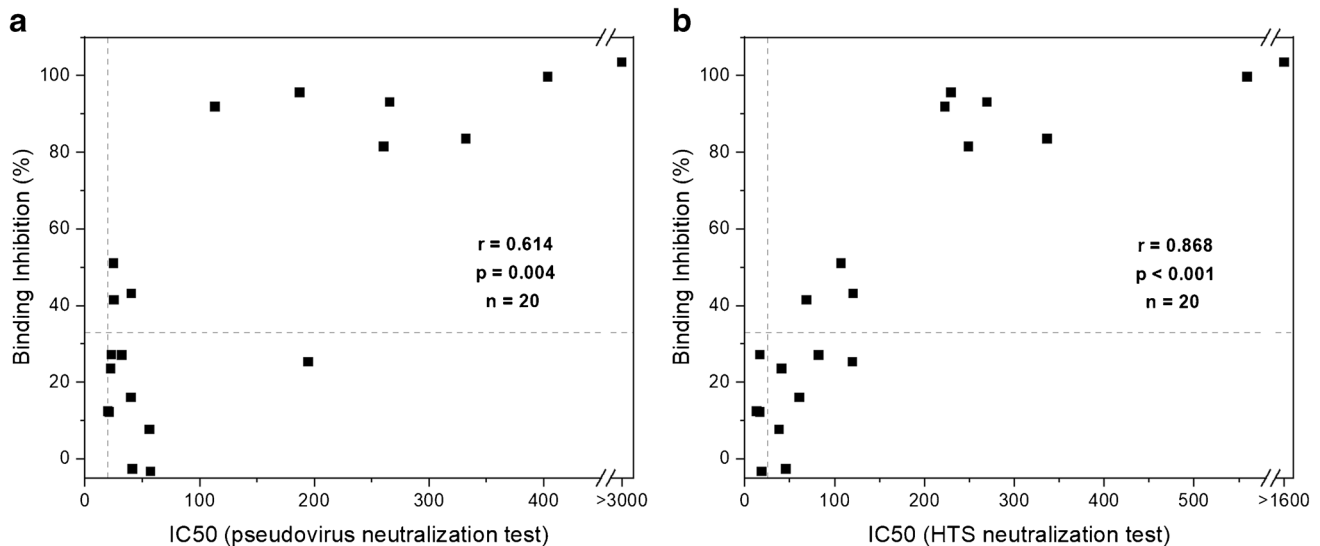 a
Binding Inhibition (%)
100
80
60
40
20
0
r = 0.614
p = 0.004
n = 20
0 100 200 300 400 >3000
IC50 (pseudovirus neutralization test)
b
Binding Inhibition (%)
100
80
60
40
20
0
r = 0.868
p < 0.001
n = 20
0 100 200 300 400 500 >1600
IC50 (HTS neutralization test)